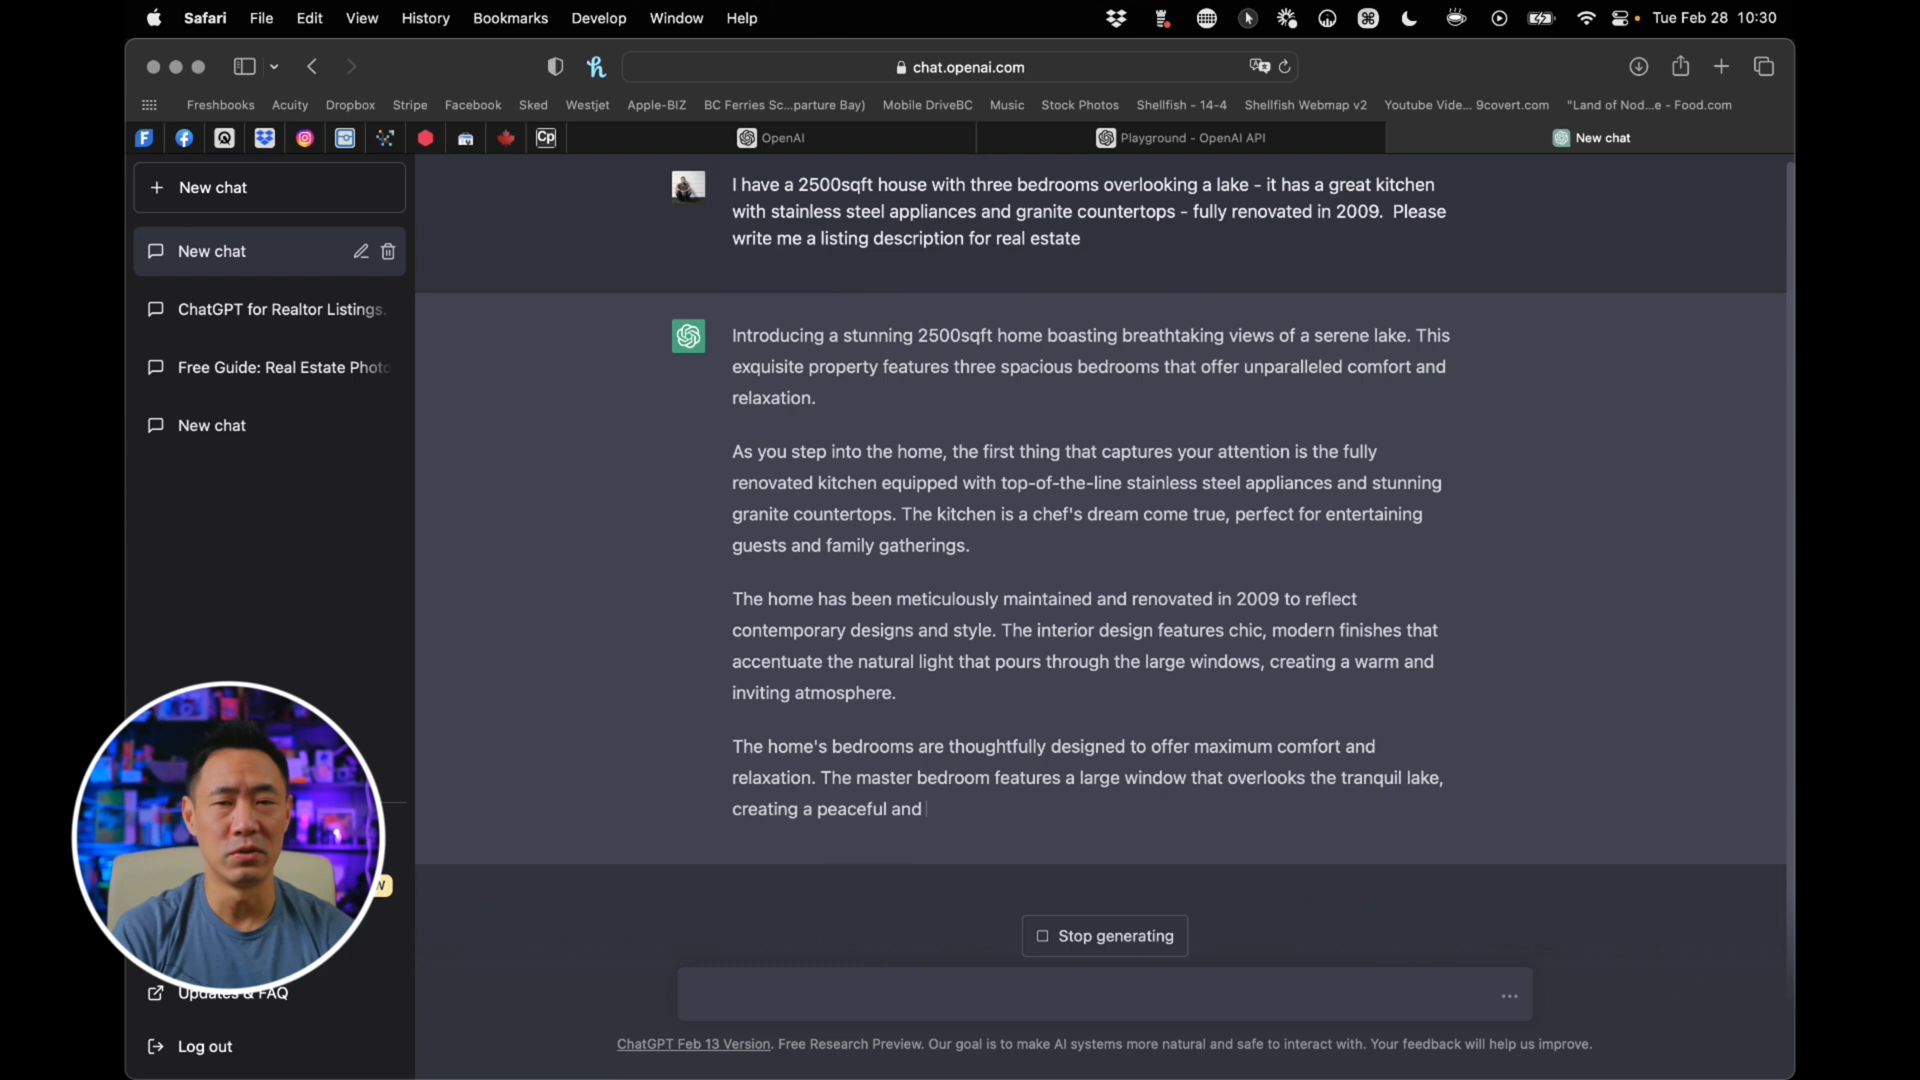 Safari File Edit View History Bookmarks Develop Window Help Tue Feb 28 10:30
chat.openai.com
Freshbooks Acuity Dropbox Stripe Facebook Sked Westjet Apple-BIZ BC Ferries Sc...parture Bay) Mobile DriveBC Music Stock Photos Shellfish - 14-4 Shellfish Webmap v2 Youtube Vide... 9covert.com "Land of Nod...e - Food.com
Cp OpenAI Playground - OpenAI API New chat
New chat
New chat
ChatGPT for Realtor Listings.
Free Guide: Real Estate Photo
New chat
Updates & FAQ
Log out
I have a 2500sqft house with three bedrooms overlooking a lake - it has a great kitchen
with stainless steel appliances and granite countertops - fully renovated in 2009. Please
write me a listing description for real estate
Introducing a stunning 2500sqft home boasting breathtaking views of a serene lake. This
exquisite property features three spacious bedrooms that offer unparalleled comfort and
relaxation.
As you step into the home, the first thing that captures your attention is the fully
renovated kitchen equipped with top-of-the-line stainless steel appliances and stunning
granite countertops. The kitchen is a chef's dream come true, perfect for entertaining
guests and family gatherings.
The home has been meticulously maintained and renovated in 2009 to reflect
contemporary designs and style. The interior design features chic, modern finishes that
accentuate the natural light that pours through the large windows, creating a warm and
inviting atmosphere.
The home's bedrooms are thoughtfully designed to offer maximum comfort and
relaxation. The master bedroom features a large window that overlooks the tranquil lake,
creating a peaceful and
Stop generating
ChatGPT Feb 13 Version. Free Research Preview. Our goal is to make AI systems more natural and safe to interact with. Your feedback will help us improve.